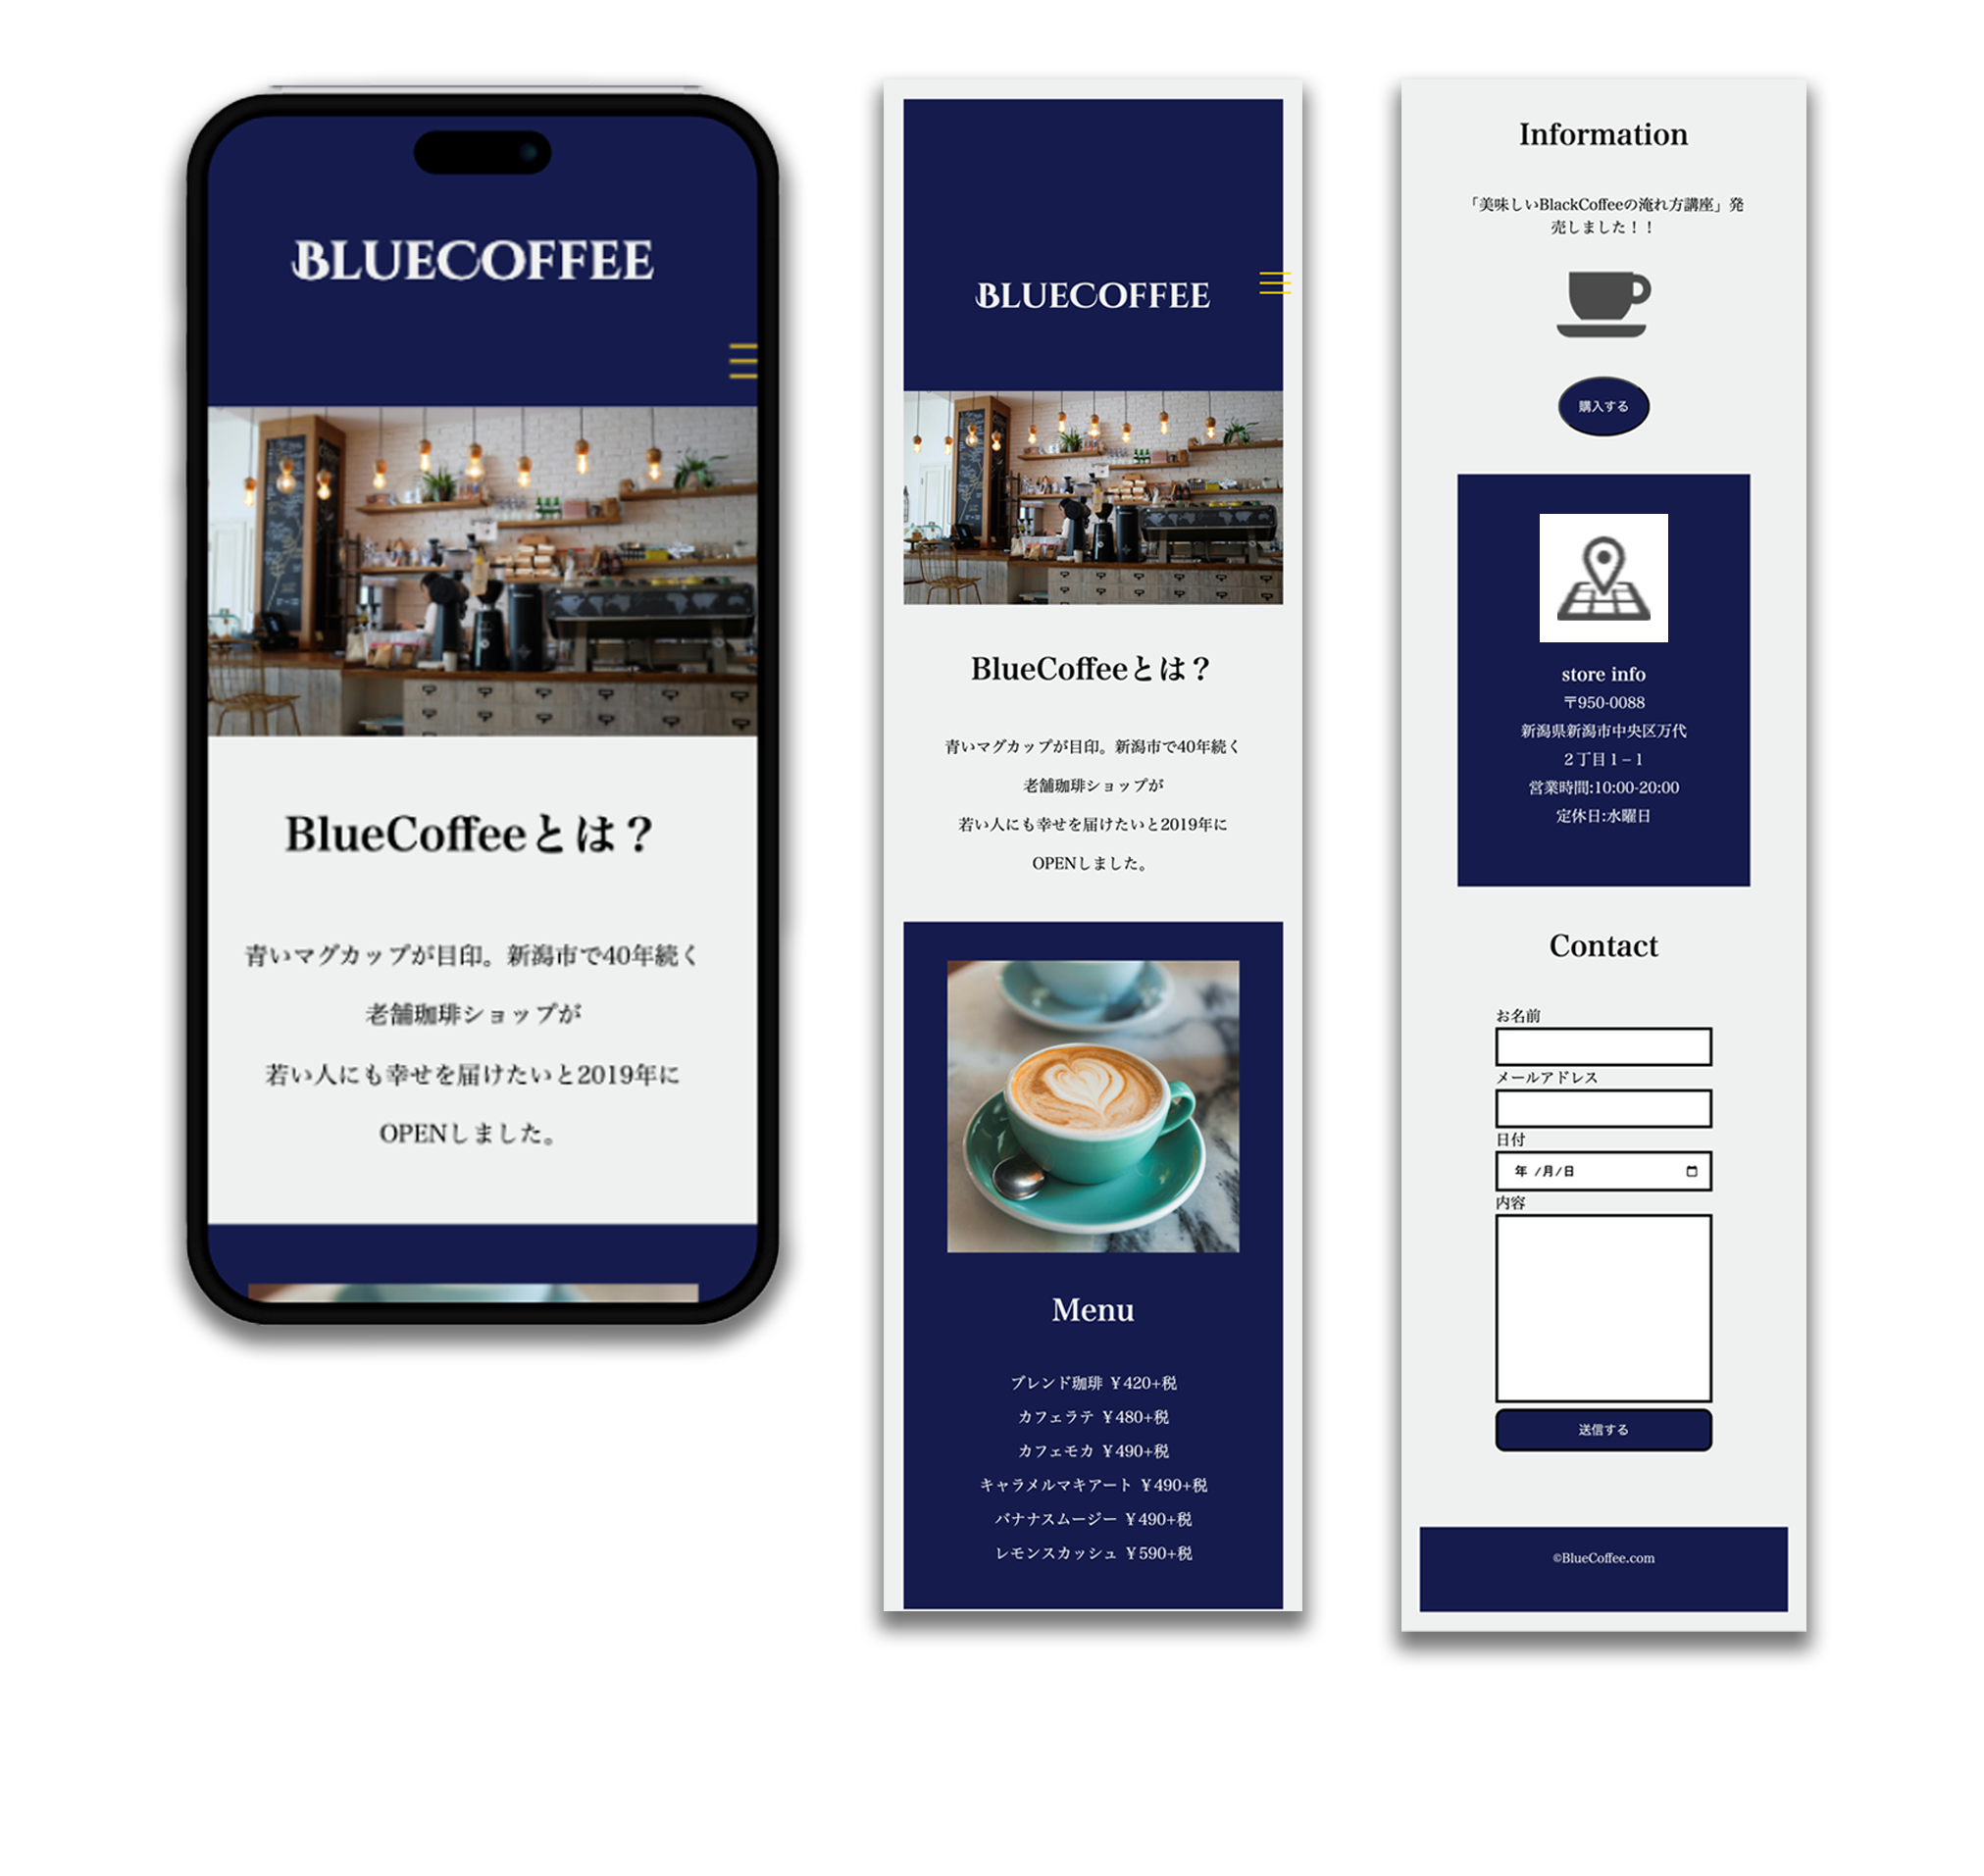 BLUECOFFEE
BlueCoffeeとは？
青いマグカップが目印。新潟市で40年続く
老舗珈琲ショップが
若い人にも幸せを届けたいと2019年に
OPENしました。
BLUECOFFEE
BlueCoffeeとは？
青いマグカップが目印。新潟市で40年続く
老舗珈琲ショップが
若い人にも幸せを届けたいと2019年に
OPENしました。
Menu
ブレンド珈琲 ￥420+税
カフェラテ ￥480+税
カフェモカ ￥490+税
キャラメルマキアート ￥490+税
バナナスムージー ￥490+税
レモンスカッシュ ￥590+税
Information
「美味しいBlackCoffeeの淹れ方講座」発
売しました！！
購入する
store info
〒950-0088
新潟県新潟市中央区万代
２丁目１−１
営業時間:10:00-20:00
定休日:水曜日
Contact
お名前
メールアドレス
日付
年 /月/日
内容
送信する
©BlueCoffee.com